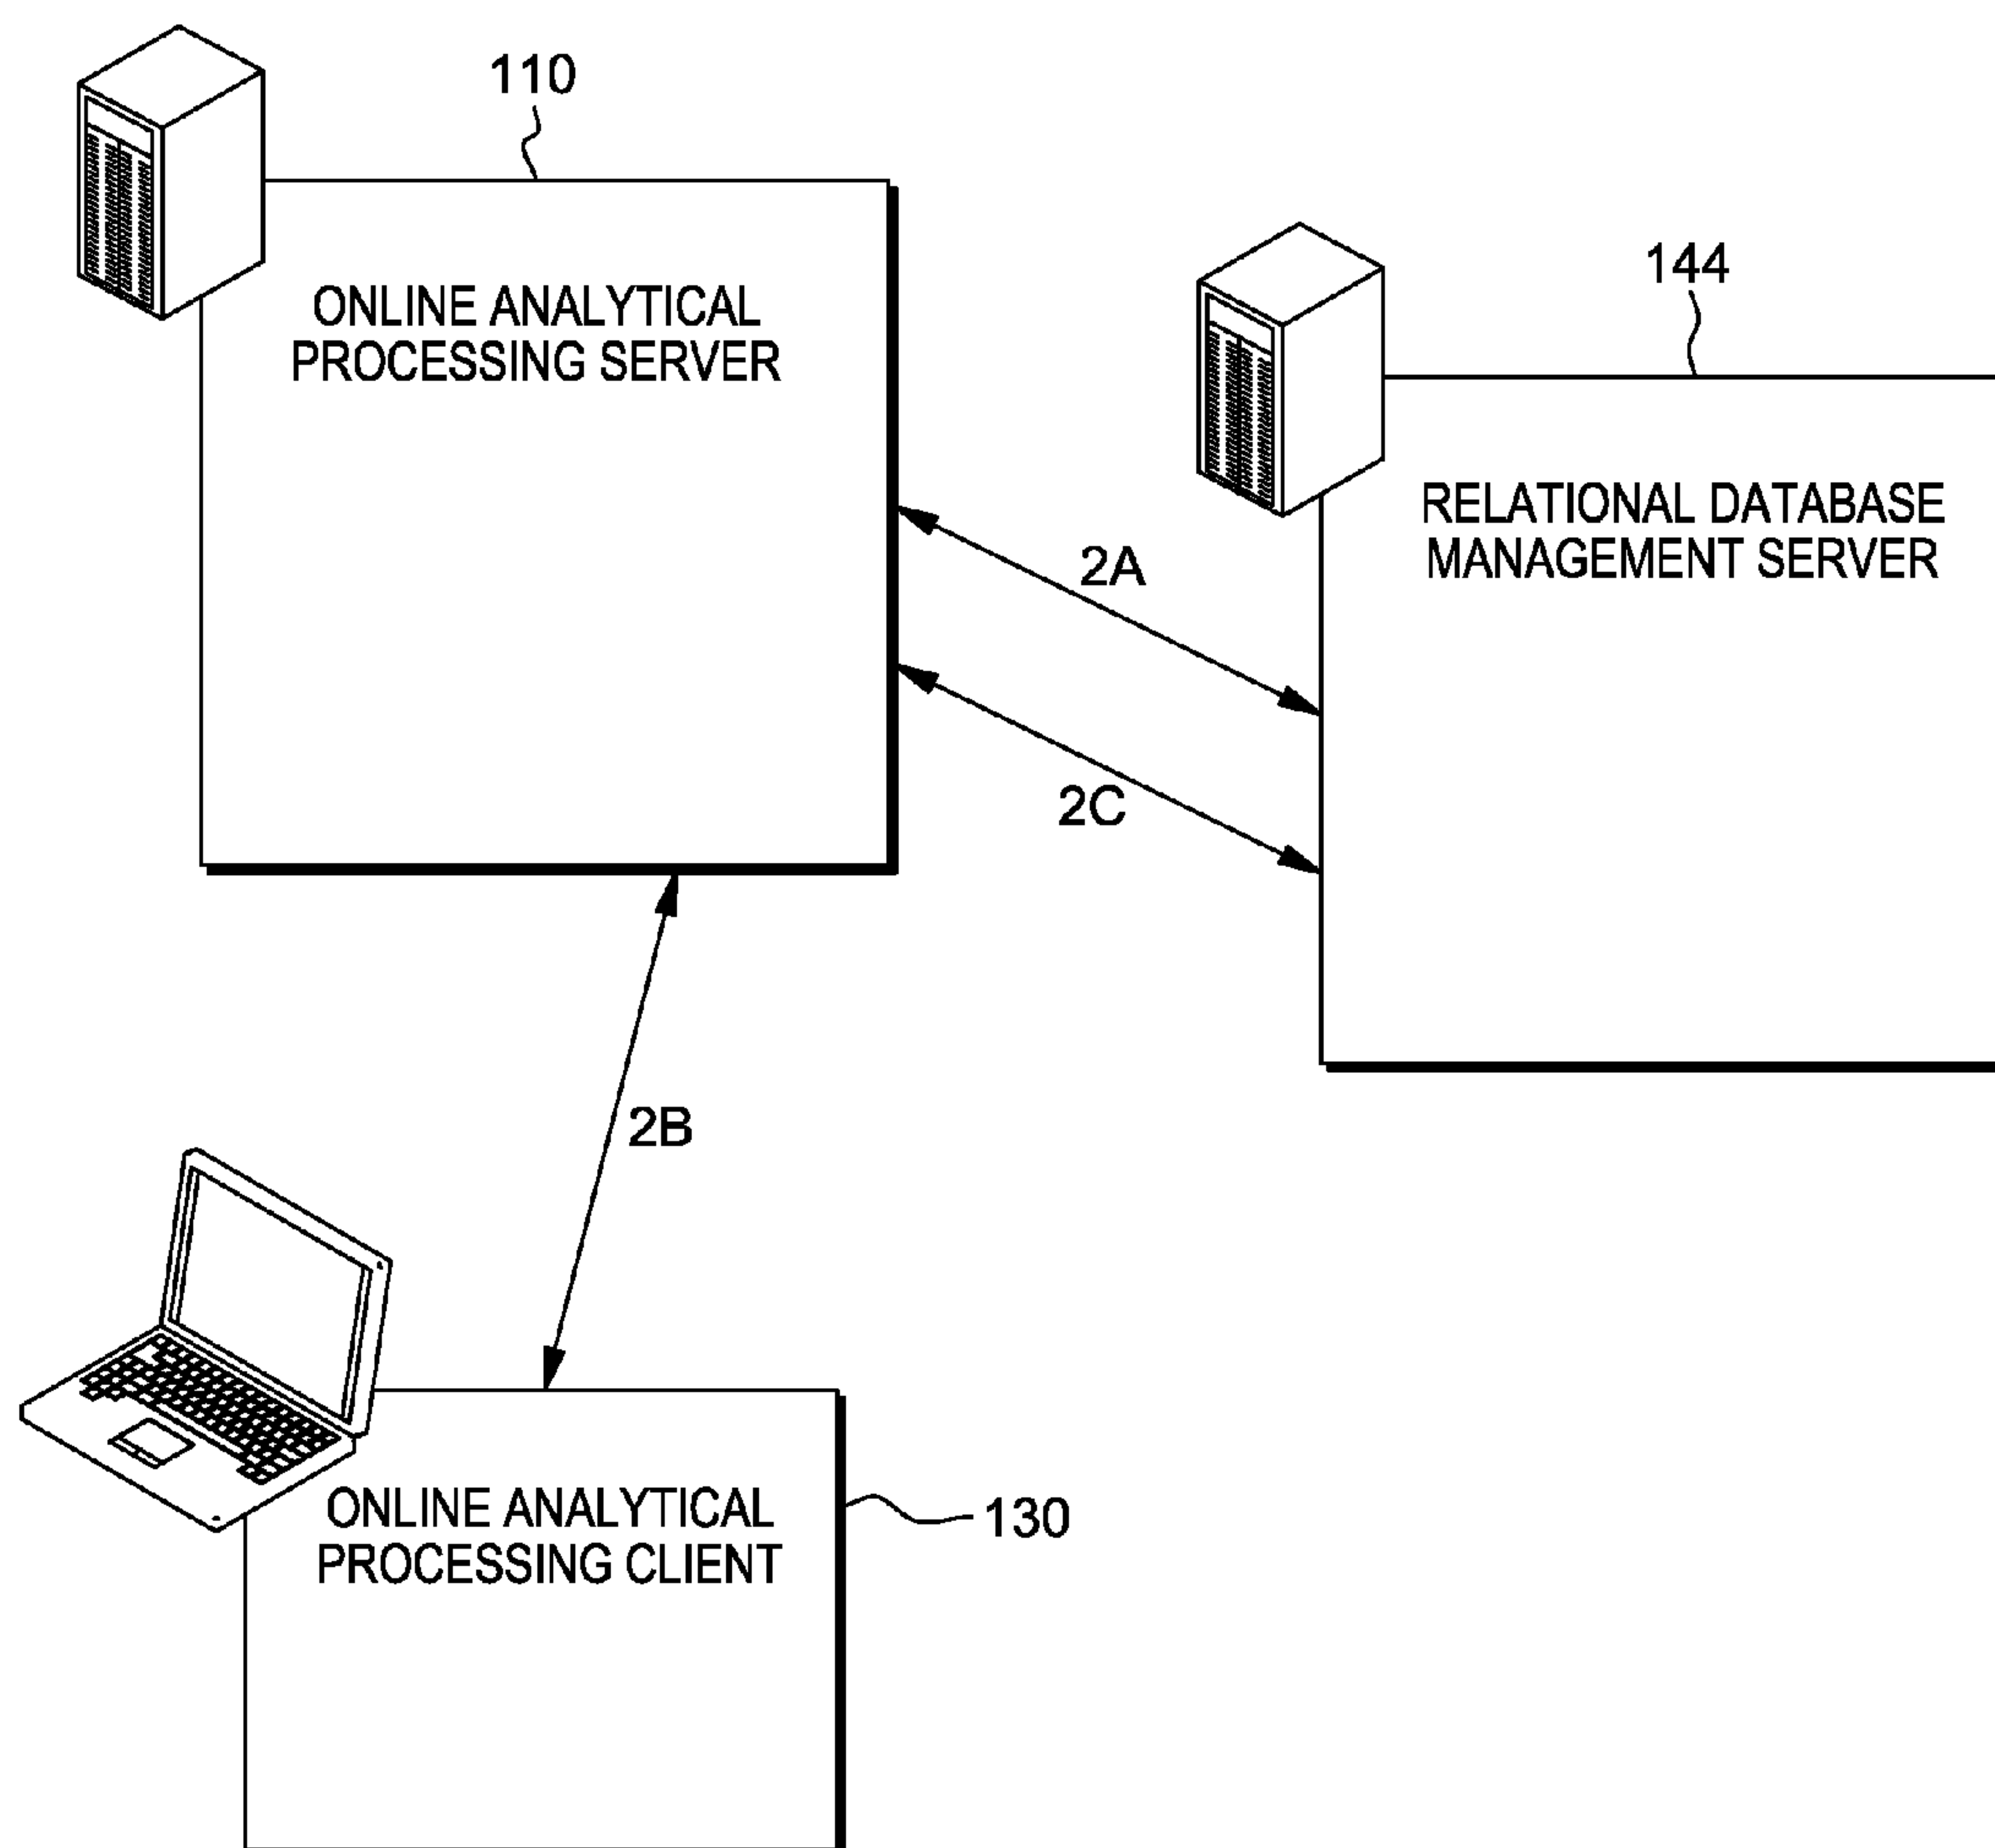 110
ONLINE ANALYTICAL
PROCESSING SERVER
144
RELATIONAL DATABASE
MANAGEMENT SERVER
2A
2C
2B
ONLINE ANALYTICAL
PROCESSING CLIENT
130